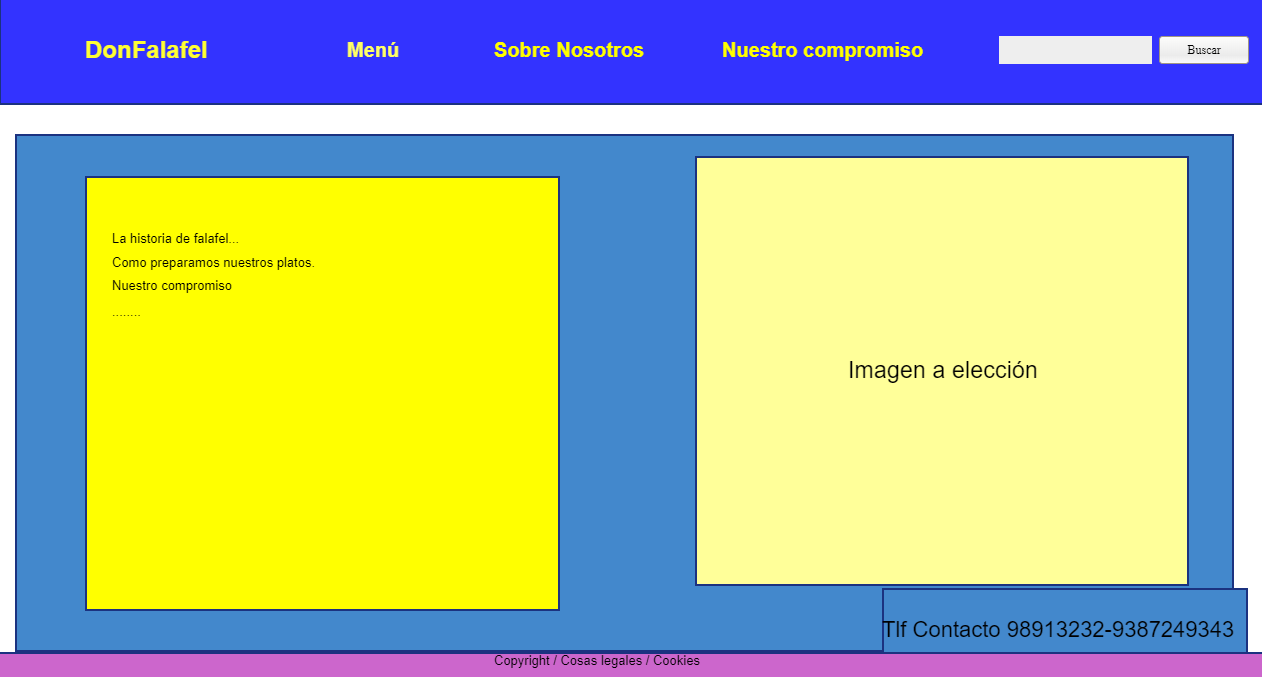 DonFalafel
Menú
Sobre Nosotros
Nuestro compromiso
Buscar
La historia de falafel...
Como preparamos nuestros platos.
Nuestro compromiso
........
Imagen a elección
Tlf Contacto 98913232-9387249343
Copyright / Cosas legales / Cookies